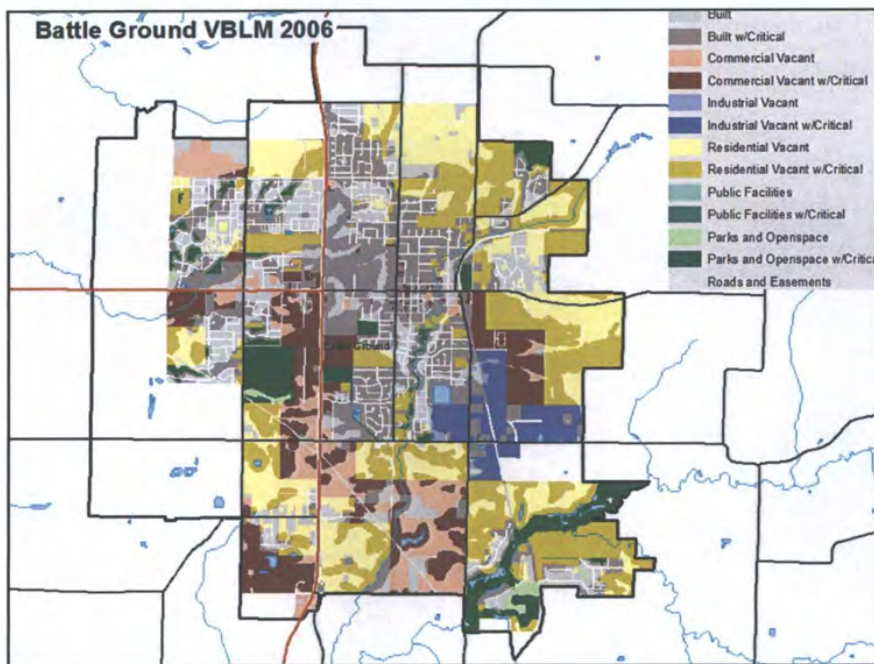 Battle Ground VBLM 2006
Built
Built w/Critical
Commercial Vacant
Commercial Vacant w/Critical
Industrial Vacant
Industrial Vacant w/Critical
Residential Vacant
Residential Vacant w/Critical
Public Facilities
Public Facilities w/Critical
Parks and Openspace
Parks and Openspace w/Critica
Roads and Easements
Ground